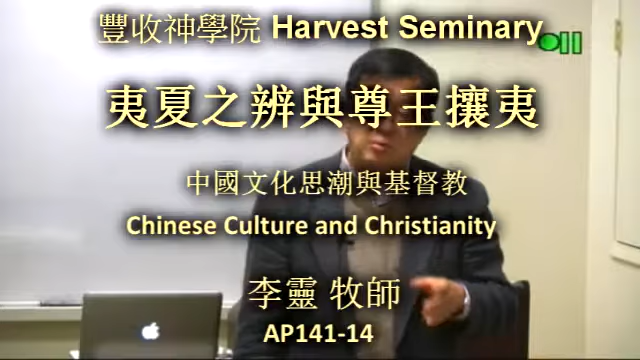 豐收神學院 Harvest Seminary
夷夏之辨與尊王攘夷
中國文化思潮與基督教
Chinese Culture and Christianity
李靈 牧師
AP141-14